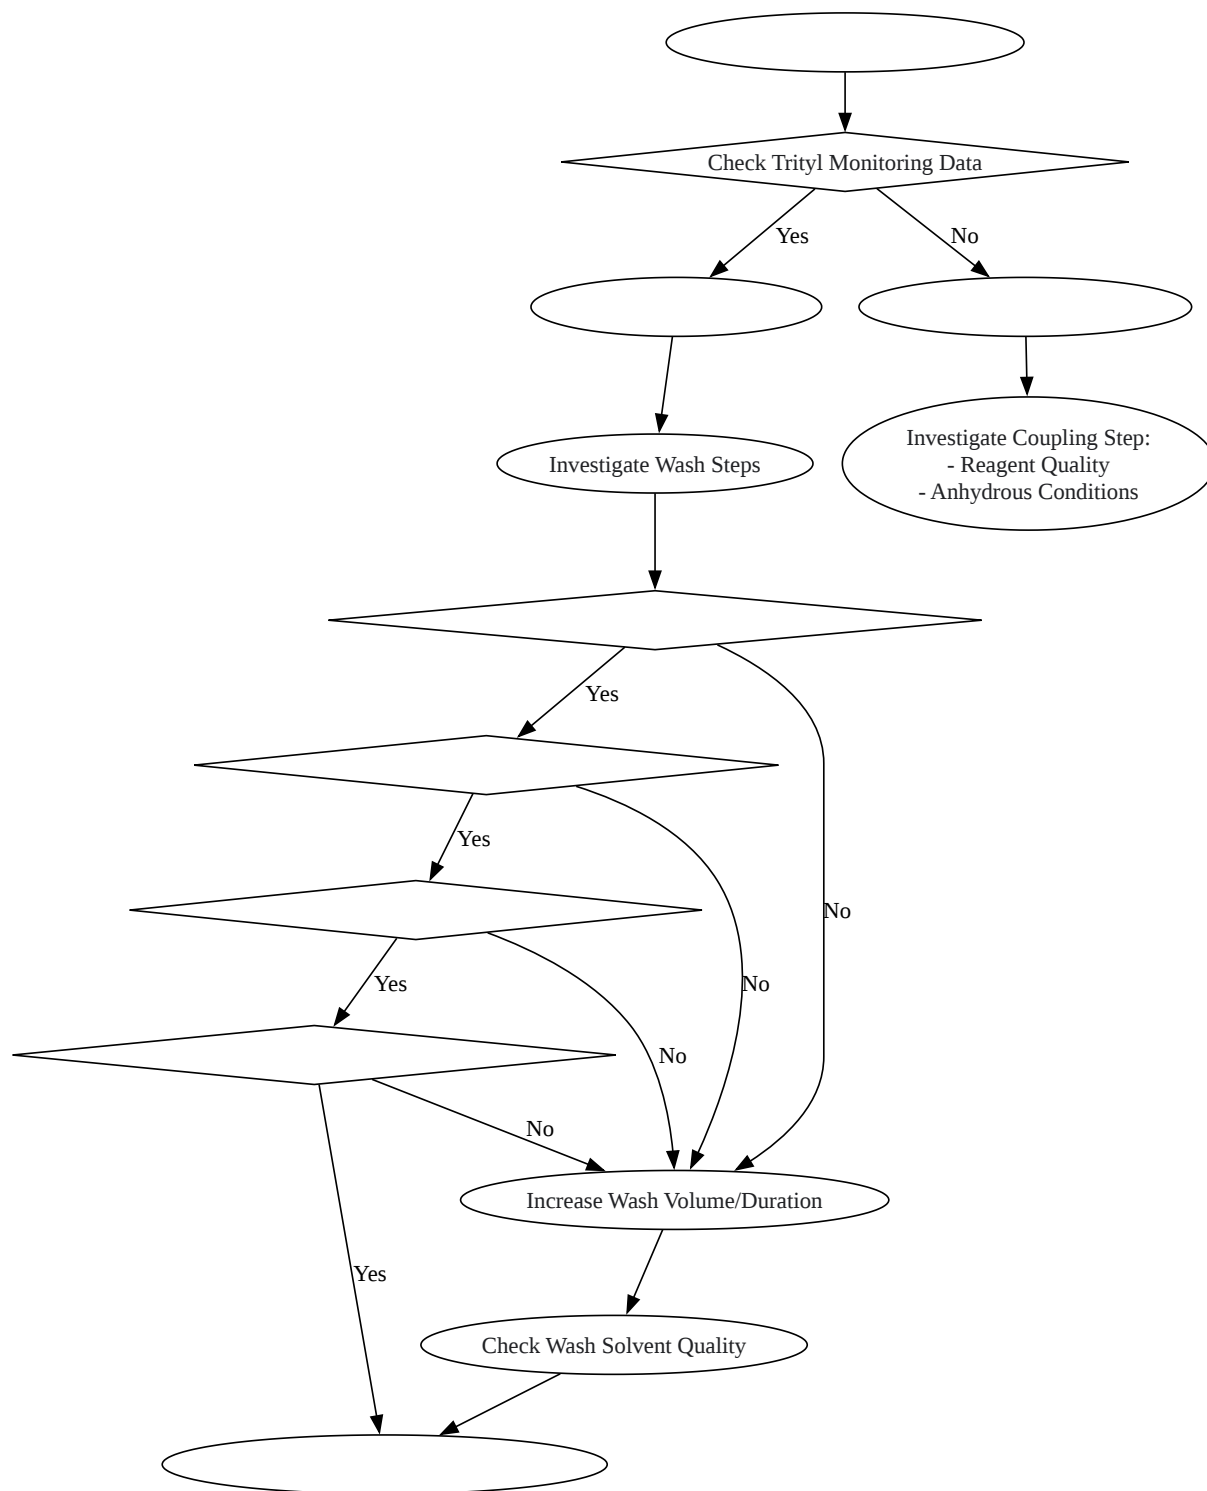 Check Trityl Monitoring Data
Yes
No
Investigate Wash Steps
Investigate Coupling Step:
- Reagent Quality
- Anhydrous Conditions
Yes
Yes
No
Yes
No
No
No
Increase Wash Volume/Duration
Yes
Check Wash Solvent Quality